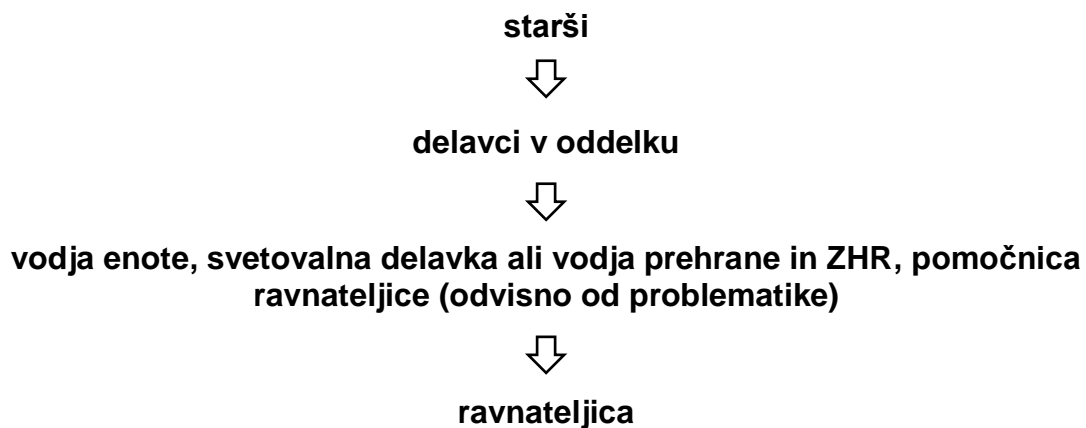 starši
delavci v oddelku
vodja enote, svetovalna delavka ali vodja prehrane in ZHR, pomočnica
ravnateljice (odvisno od problematike)
ravnateljica